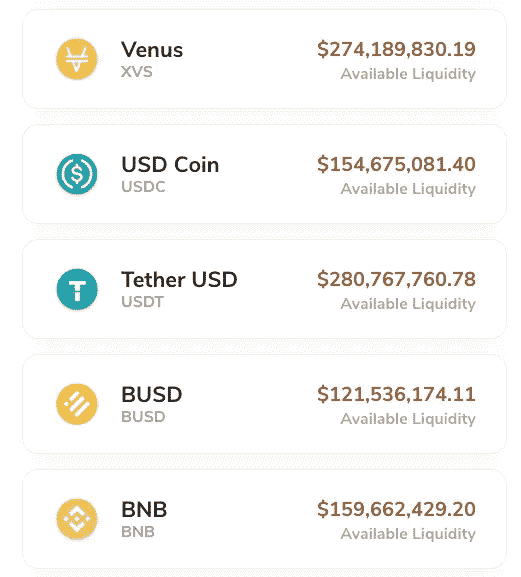 Venus
XVS
$274,189,830.19
Available Liquidity
USD Coin
USDC
$154,675,081.40
Available Liquidity
Tether USD
USDT
$280,767,760.78
Available Liquidity
BUSD
BUSD
$121,536,174.11
Available Liquidity
BNB
BNB
$159,662,429.20
Available Liquidity